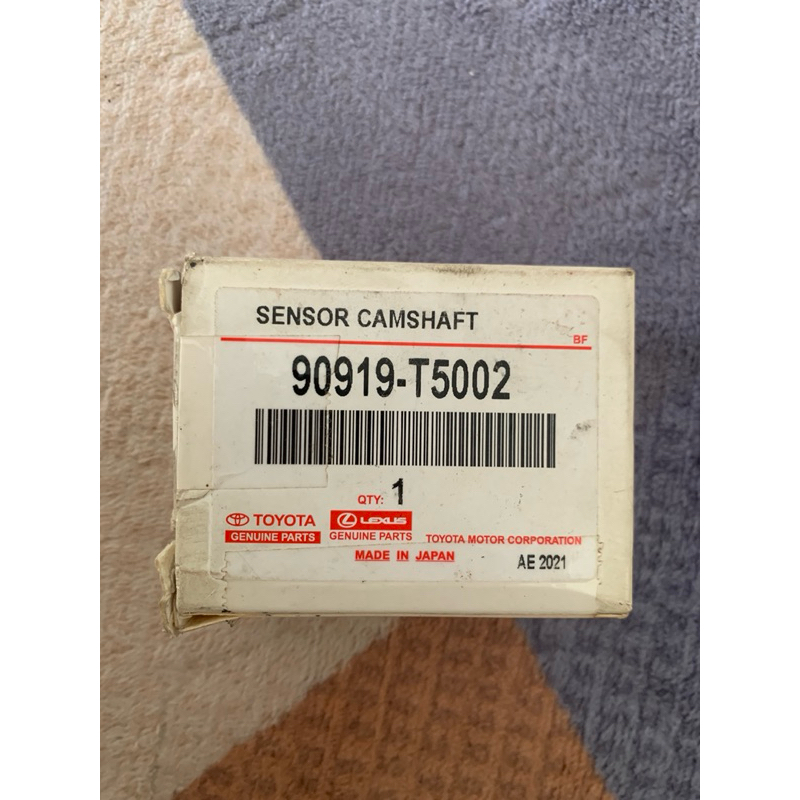 SENSOR CAMSHAFT
BF
90919-T5002
QTY: 1
TOYOTA
GENUINE PARTS
LEXUS
GENUINE PARTS
TOYOTA MOTOR CORPORATION
MADE IN JAPAN
AE 2021